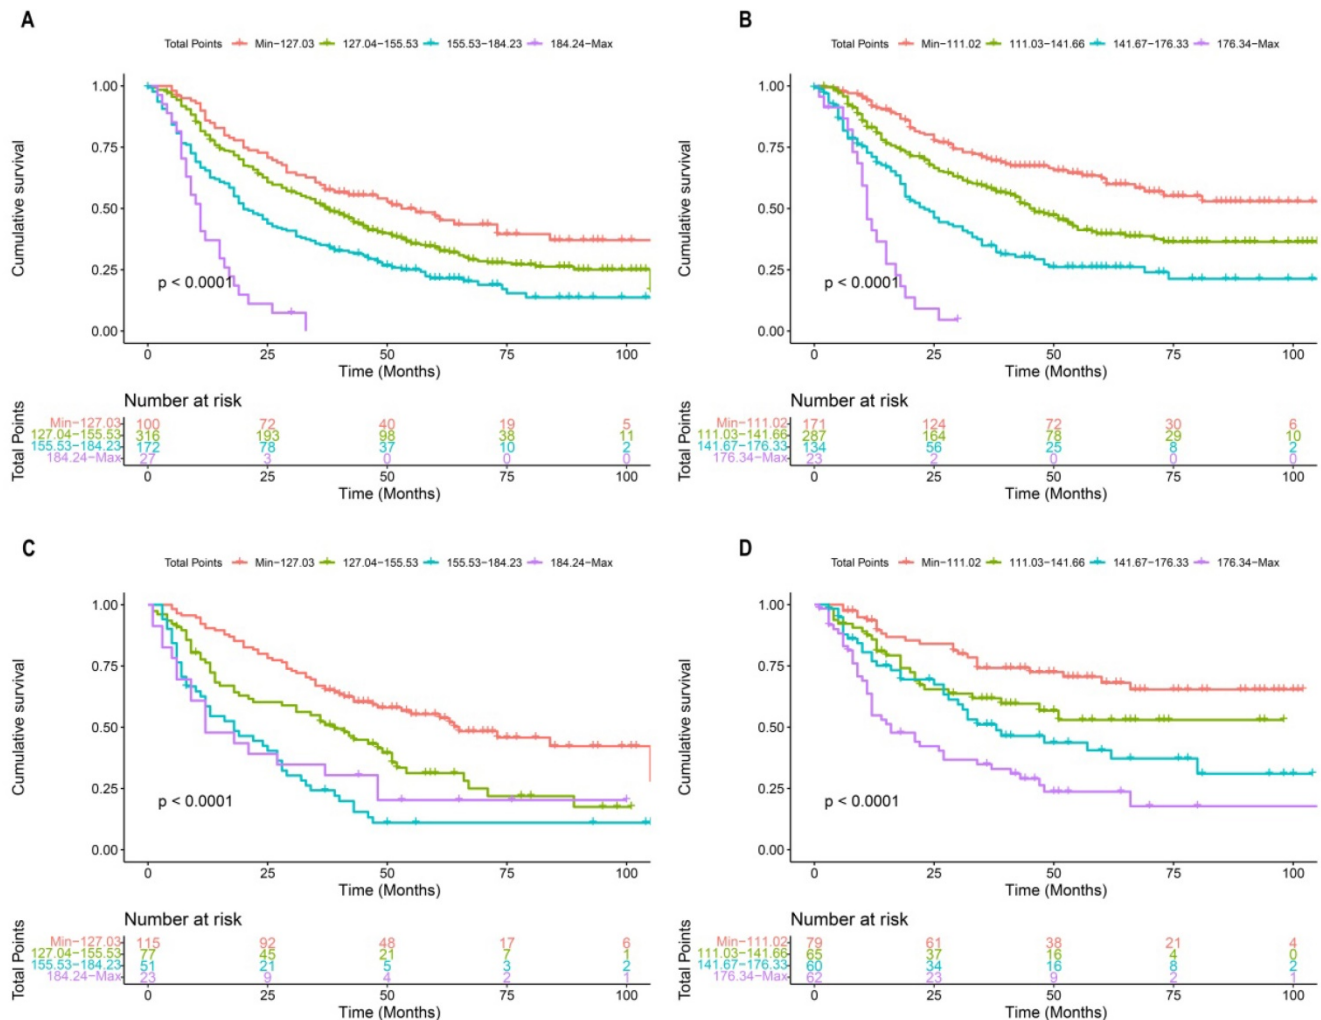 A
Total Points Min−127.03 127.04−155.53 155.53−184.23 184.24−Max
Cumulative survival
1.00
0.75
0.50
0.25
0.00
p < 0.0001
0 25 50 75 100
Time (Months)
Number at risk
Total Points
Min−127.03 100 72 40 19 5
127.04−155.53 316 193 98 38 11
155.53−184.23 172 78 37 10 2
184.24−Max 27 3 0 0 0
0 25 50 75 100
Time (Months)
B
Total Points Min−111.02 111.03−141.66 141.67−176.33 176.34−Max
Cumulative survival
1.00
0.75
0.50
0.25
0.00
p < 0.0001
0 25 50 75 100
Time (Months)
Number at risk
Total Points
Min−111.02 171 124 72 30 6
111.03−141.66 287 164 78 29 10
141.67−176.33 134 56 25 8 2
176.34−Max 23 2 0 0 0
0 25 50 75 100
Time (Months)
C
Total Points Min−127.03 127.04−155.53 155.53−184.23 184.24−Max
Cumulative survival
1.00
0.75
0.50
0.25
0.00
p < 0.0001
0 25 50 75 100
Time (Months)
Number at risk
Total Points
Min−127.03 115 92 48 17 6
127.04−155.53 77 45 21 7 1
155.53−184.23 51 21 5 3 2
184.24−Max 23 9 4 2 1
0 25 50 75 100
Time (Months)
D
Total Points Min−111.02 111.03−141.66 141.67−176.33 176.34−Max
Cumulative survival
1.00
0.75
0.50
0.25
0.00
p < 0.0001
0 25 50 75 100
Time (Months)
Number at risk
Total Points
Min−111.02 79 61 38 21 4
111.03−141.66 65 37 16 4 0
141.67−176.33 60 34 16 8 2
176.34−Max 62 23 9 2 1
0 25 50 75 100
Time (Months)